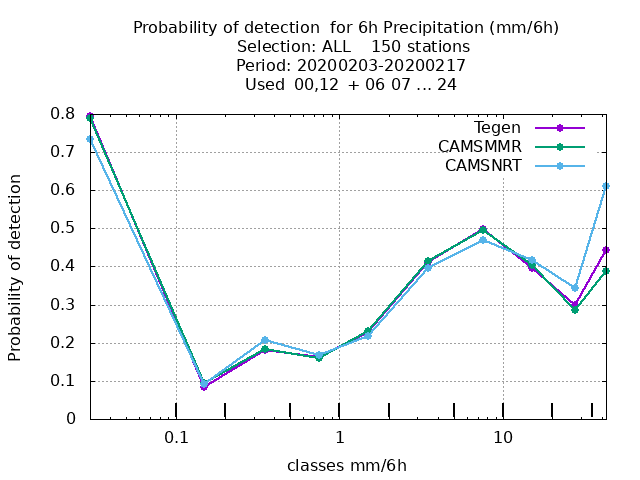 Probability of detection for 6h Precipitation (mm/6h)
Selection: ALL 150 stations
Period: 20200203-20200217
Used 00,12 + 06 07 ... 24
Tegen
CAMSMMR
CAMSNRT
Probability of detection
0.8
0.7
0.6
0.5
0.4
0.3
0.2
0.1
0
0.1 1 10
classes mm/6h